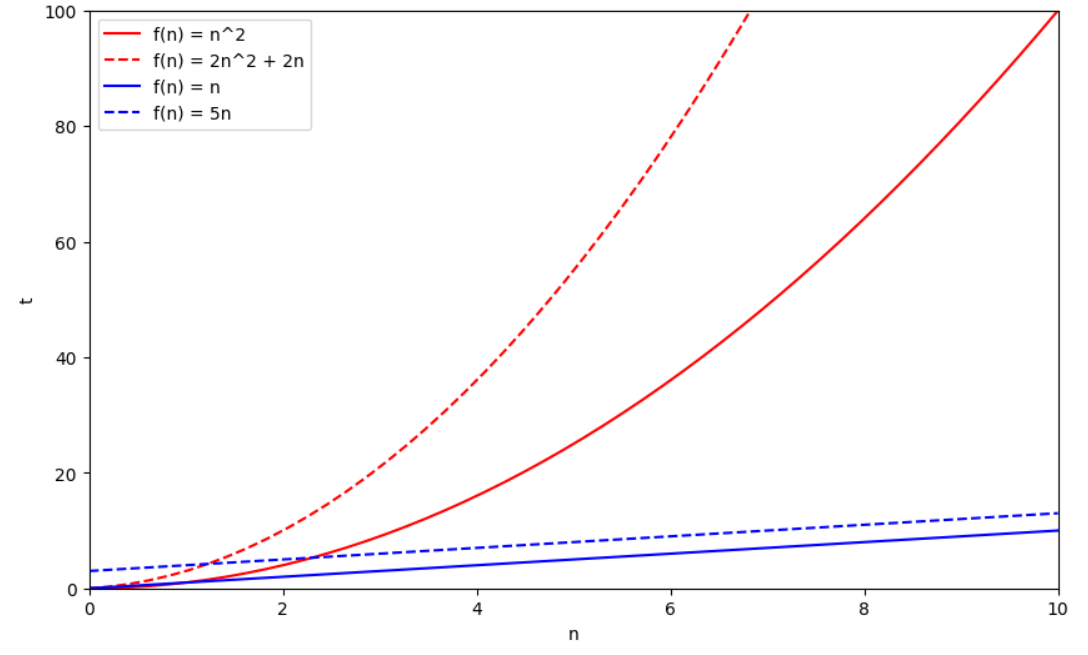 100
80
60
40
20
0
t
f(n) = n^2
f(n) = 2n^2 + 2n
f(n) = n
f(n) = 5n
0 2 4 6 8 10
n